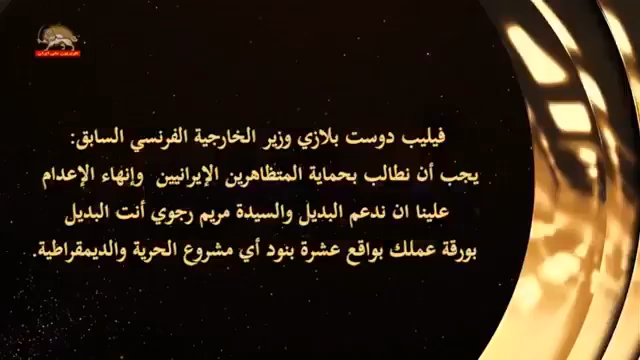 فيليب دوست بلازي وزير الخارجية الفرنسي السابق:
يجب أن نطالب بحماية المتظاهرين الإيرانيين وإنهاء الإعدام
علينا ان ندعم البديل والسيدة مريم رجوي أنت البديل
بورقة عملك بواقع عشرة بنود أي مشروع الحرية والديمقراطية.